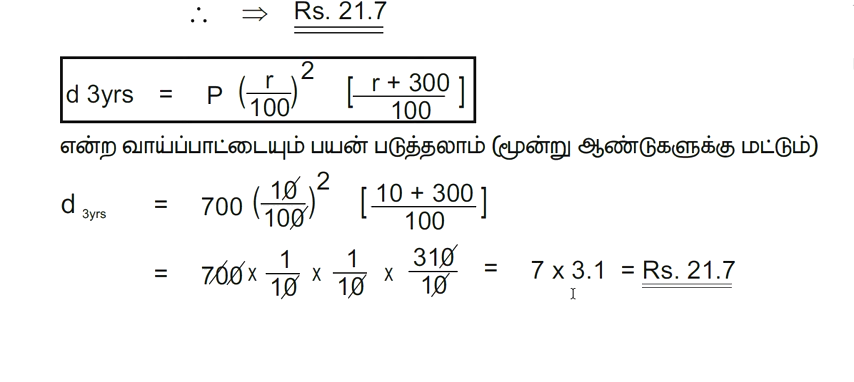 ∴ ⇒ Rs. 21.7
d 3yrs = P (r/100)² [r + 300/100]
என்ற வாய்ப்பாட்டையும் பயன் படுத்தலாம் (மூன்று ஆண்டுகளுக்கு மட்டும்)
d 3yrs = 700 (10/100)² [10 + 300/100]
= 700 x 1/10 x 1/10 x 310/10 = 7 x 3.1 = Rs. 21.7